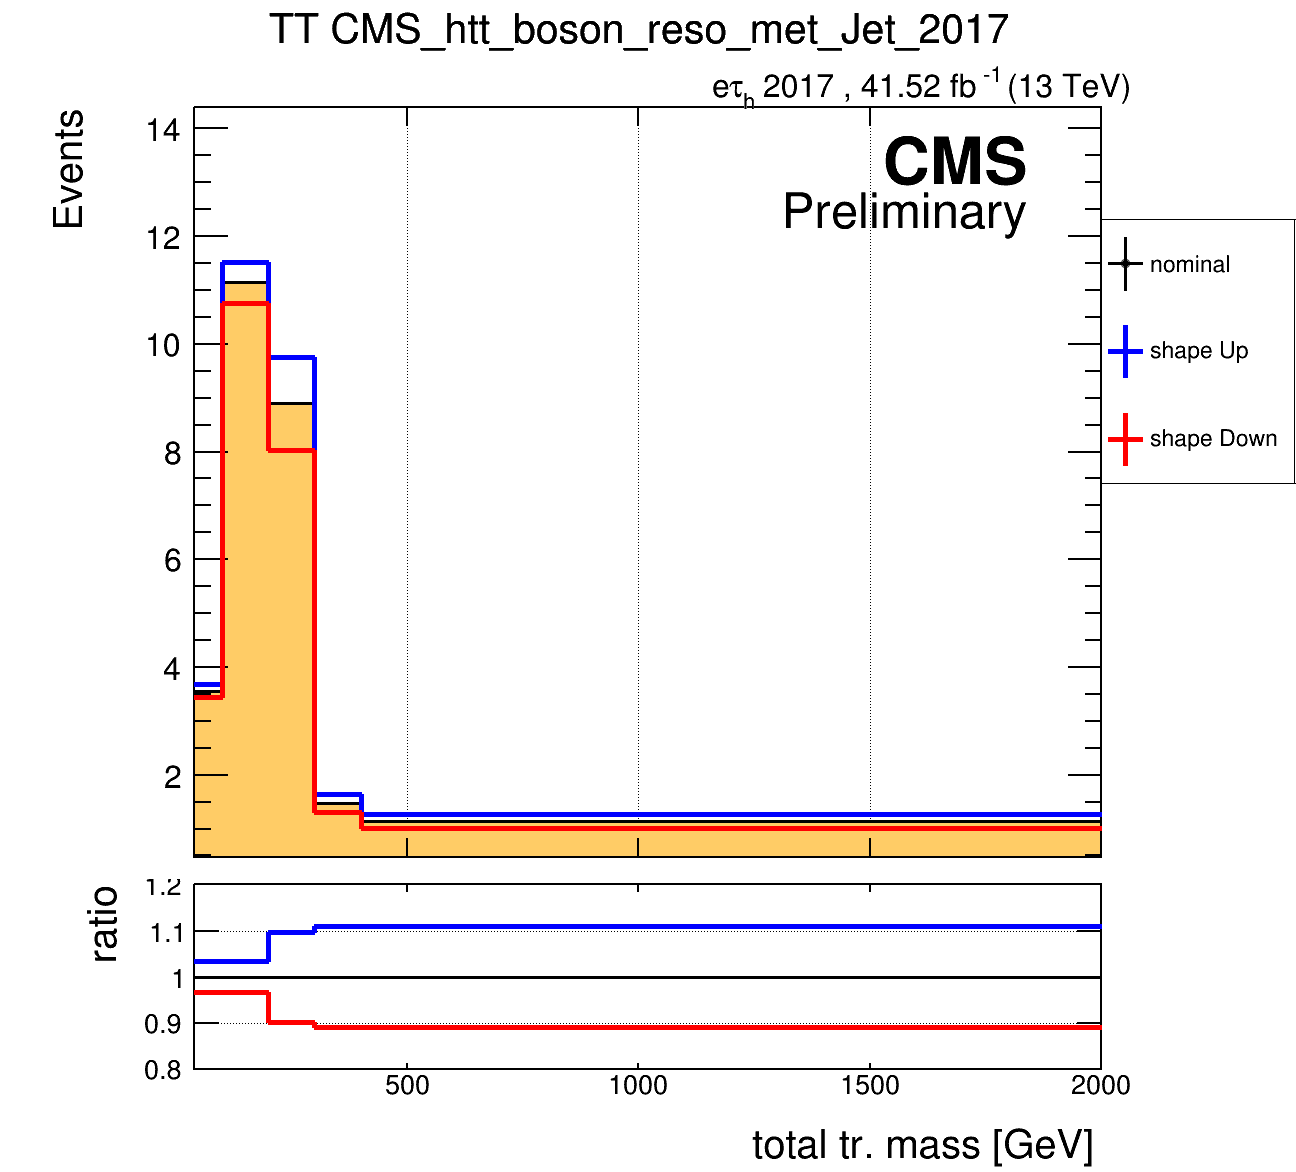 TT CMS_htt_boson_reso_met_Jet_2017
eτh 2017 , 41.52 fb -1 (13 TeV)
Events
14
12
10
8
6
4
2
CMS
Preliminary
nominal
shape Up
shape Down
ratio
1.2
1.1
1
0.9
0.8
500
1000
1500
2000
total tr. mass [GeV]